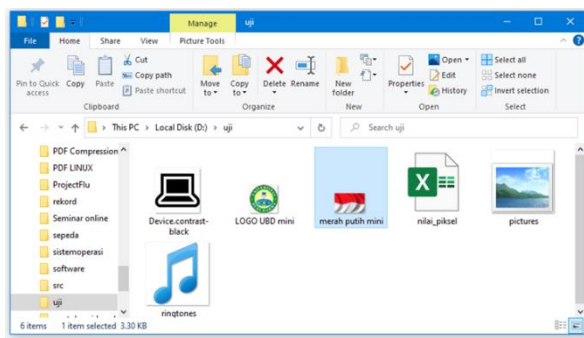 Manage uji
File Home Share View Picture Tools
Pin to Quick access
Copy
Paste
Cut
Copy path
Paste shortcut
Clipboard
Move to
Copy to
Delete
Rename
Organize
New folder
New
Properties
Open
Edit
History
Open
Select all
Select none
Invert selection
Select
This PC > Local Disk (D:) > uji
Search uji
PDF Compression
PDF LINUX
ProjectFlu
rekord
Seminar online
sepeda
sistemoperasi
software
src
uji
Device.contrast-black
LOGO UBD mini
merah putih mini
nilai_piksel
pictures
ringtones
6 items 1 item selected 3.30 KB